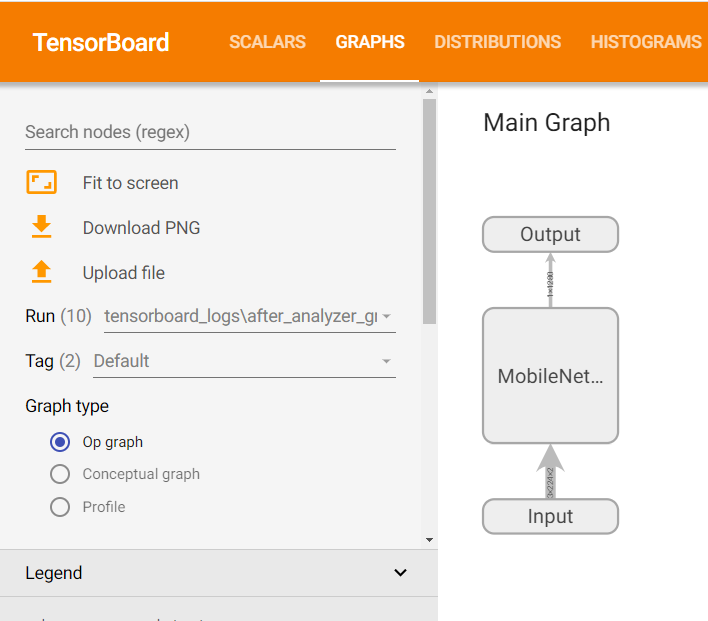 TensorBoard
SCALARS GRAPHS DISTRIBUTIONS HISTOGRAMS
Search nodes (regex)
Fit to screen
Download PNG
Upload file
Run (10) tensorboard_logs\after_analyzer_gr
Tag (2) Default
Graph type
Op graph
Conceptual graph
Profile
Legend
Main Graph
Output
1×1280
MobileNet...
3×224×2
Input